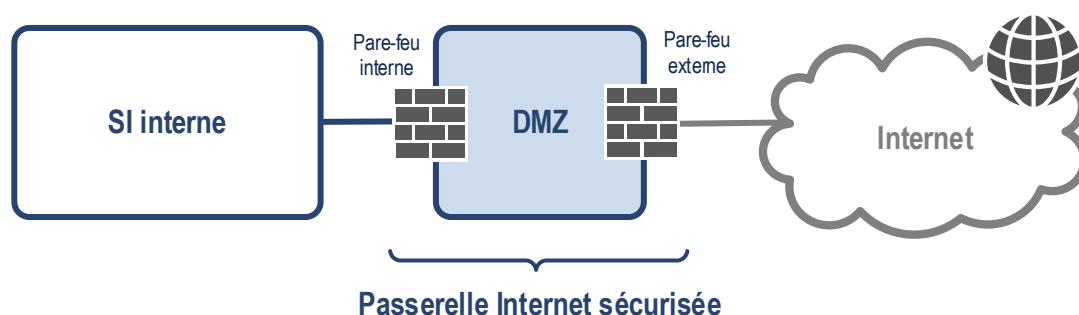 Pare-feu
interne
Pare-feu
externe
SI interne
DMZ
Internet
Passerelle Internet sécurisée